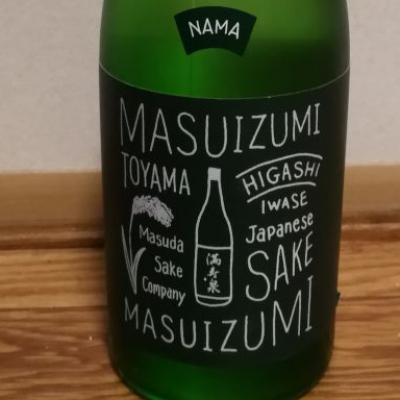 NAMA
MASUIZUMI
TOYAMA
HIGASHI
IWASE
Japanese
SAKE
Masuda
Sake
Company
満寿泉
MASUIZUMI